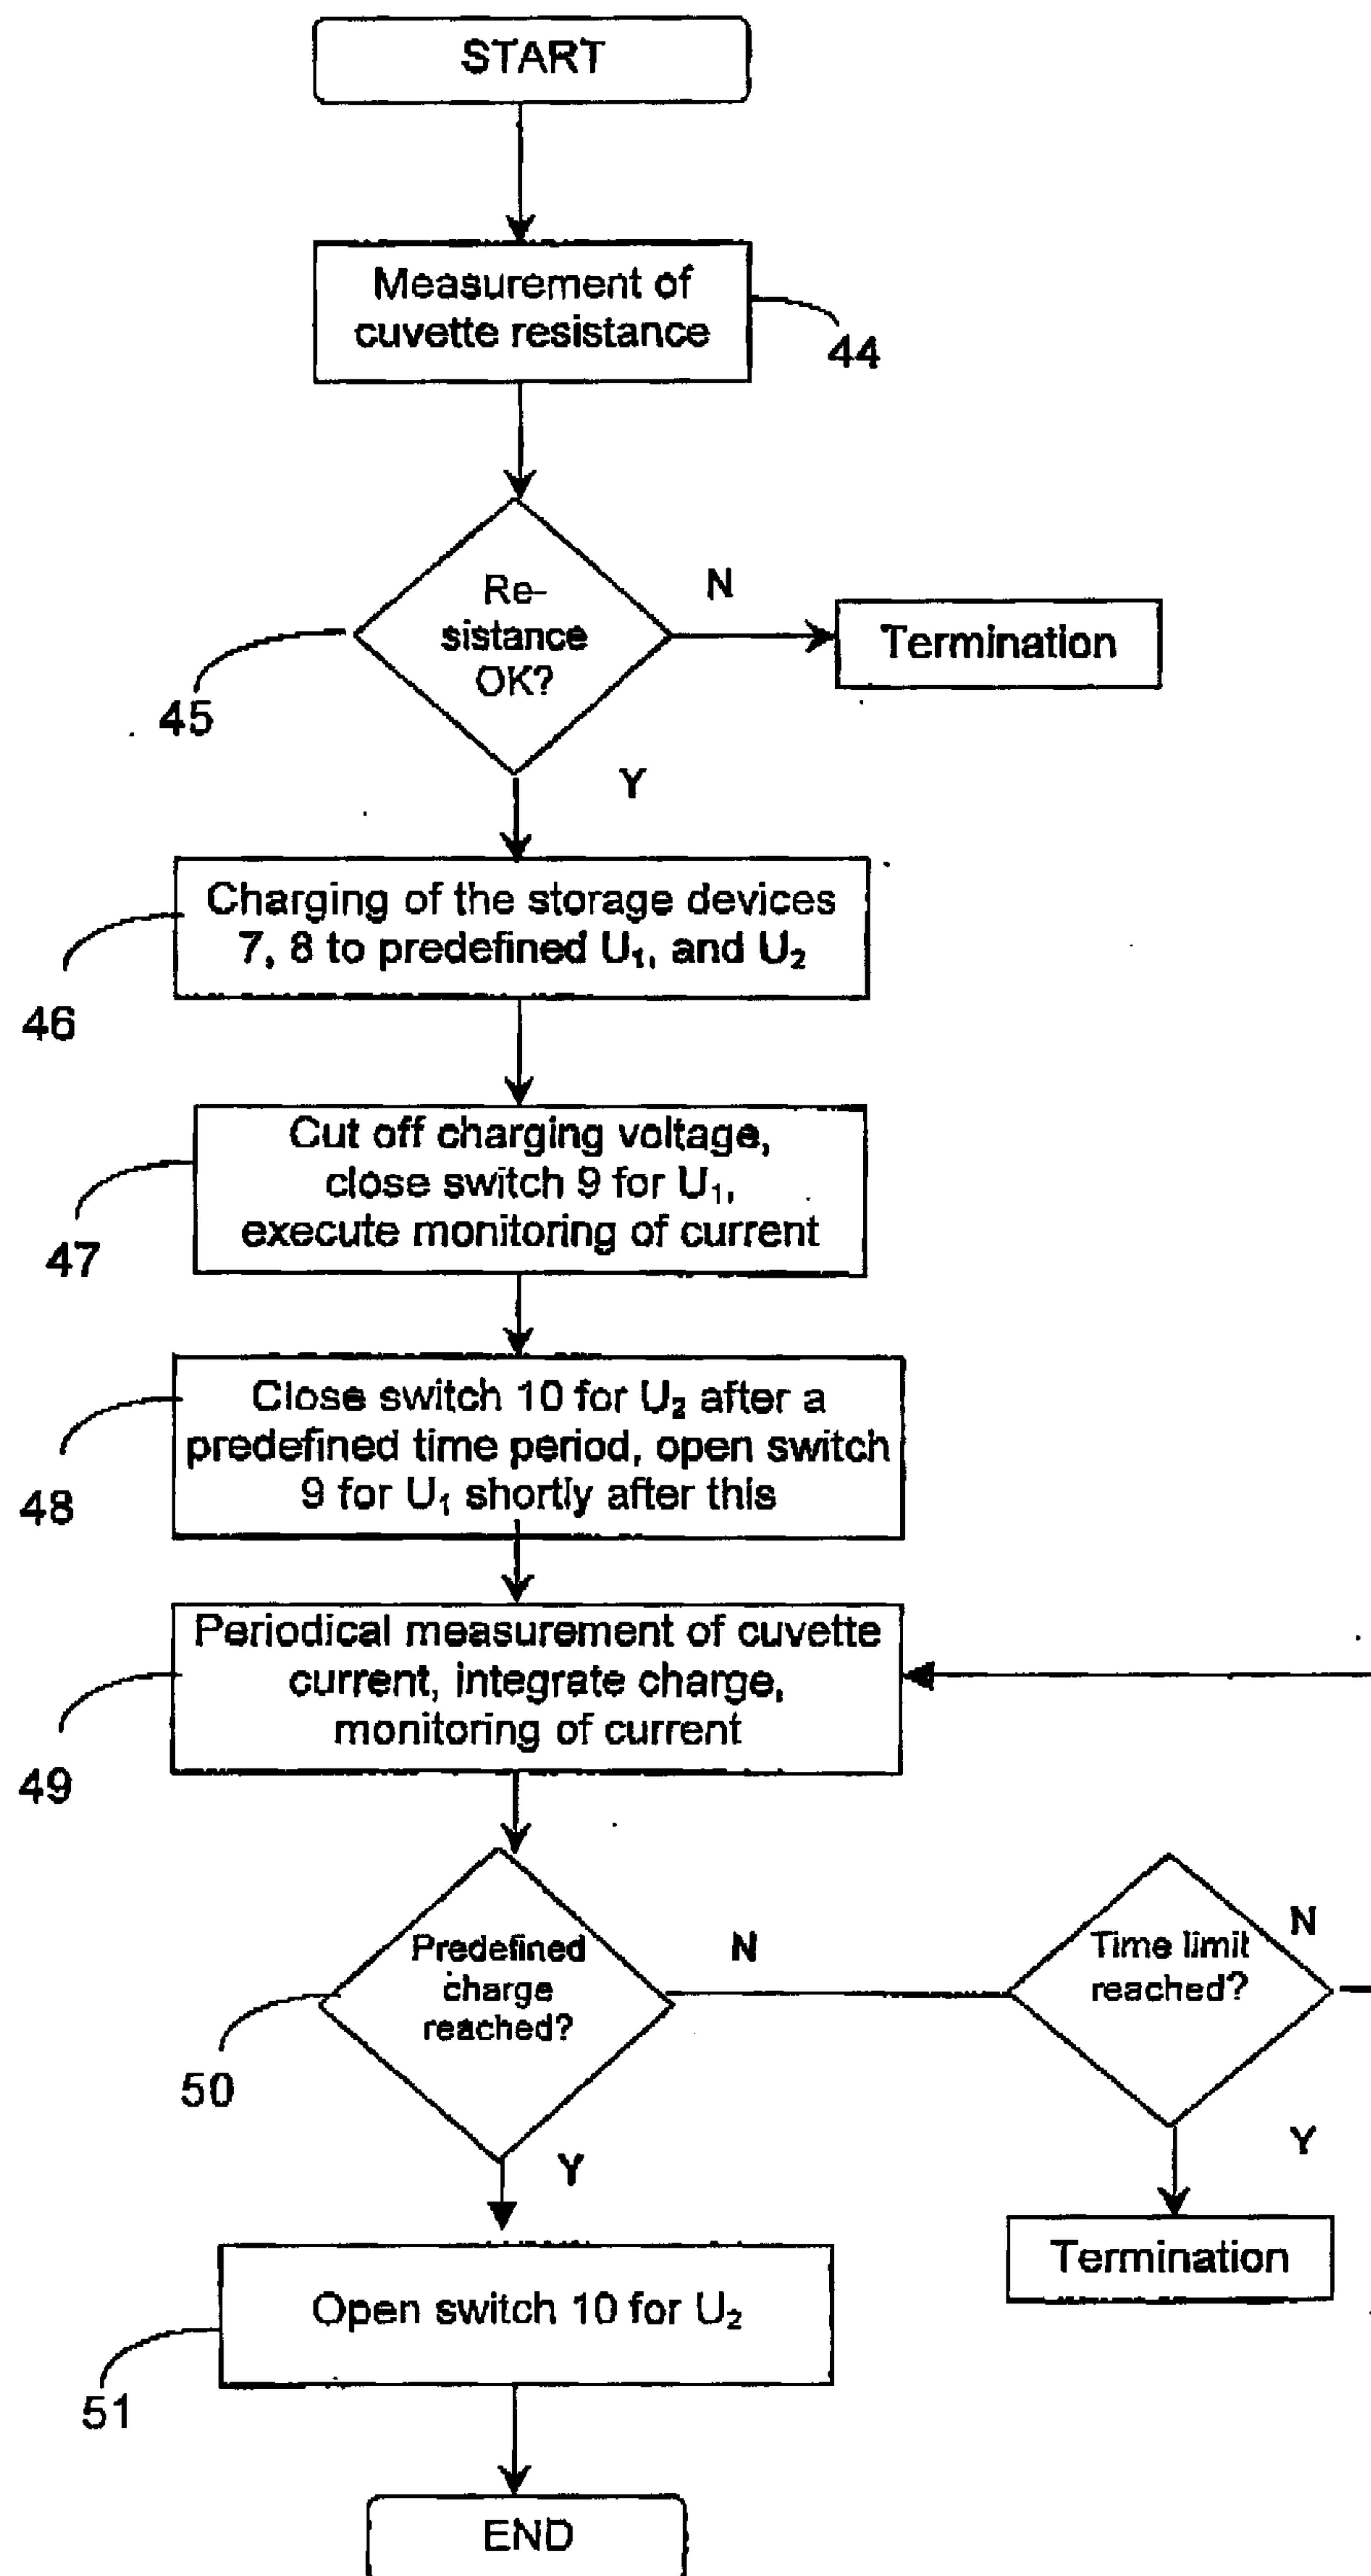 START
Measurement of
cuvette resistance
44
Re-
sistance
OK?
N
Termination
45
Y
Charging of the storage devices
7, 8 to predefined U₁, and U₂
46
Cut off charging voltage,
close switch 9 for U₁,
execute monitoring of current
47
Close switch 10 for U₂ after a
predefined time period, open switch
9 for U₁ shortly after this
48
Periodical measurement of cuvette
current, integrate charge,
monitoring of current
49
Predefined
charge
reached?
N
Time limit
reached?
N
50
Y
Y
Termination
Open switch 10 for U₂
51
END